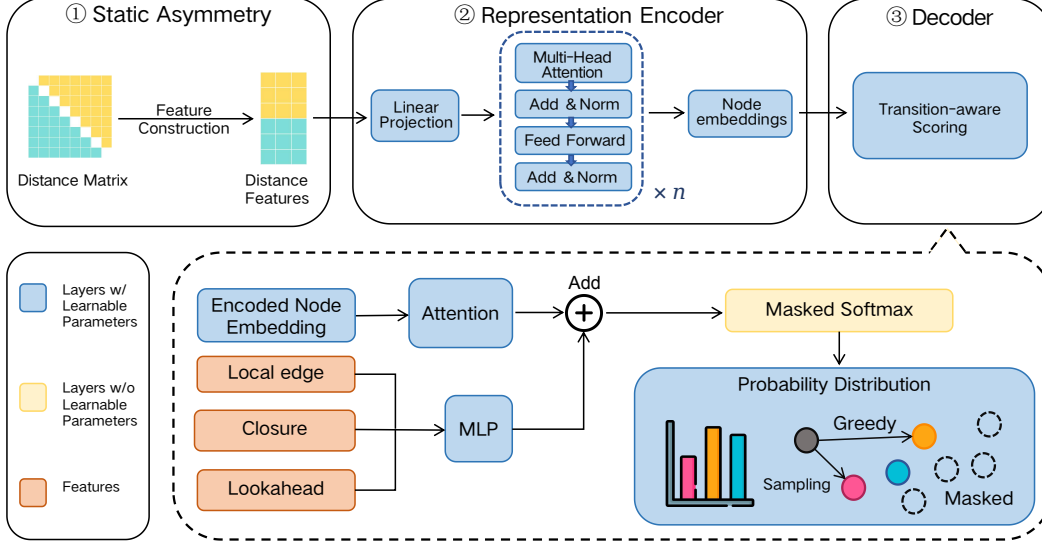 ① Static Asymmetry
Distance Matrix
Feature
Construction
Distance
Features
② Representation Encoder
Linear
Projection
Multi-Head
Attention
Add & Norm
Feed Forward
Add & Norm
× n
Node
embeddings
③ Decoder
Transition-aware
Scoring
Layers w/
Learnable
Parameters
Layers w/o
Learnable
Parameters
Features
Encoded Node
Embedding
Attention
Add
Local edge
Closure
Lookahead
MLP
Masked Softmax
Probability Distribution
Greedy
Sampling
Masked